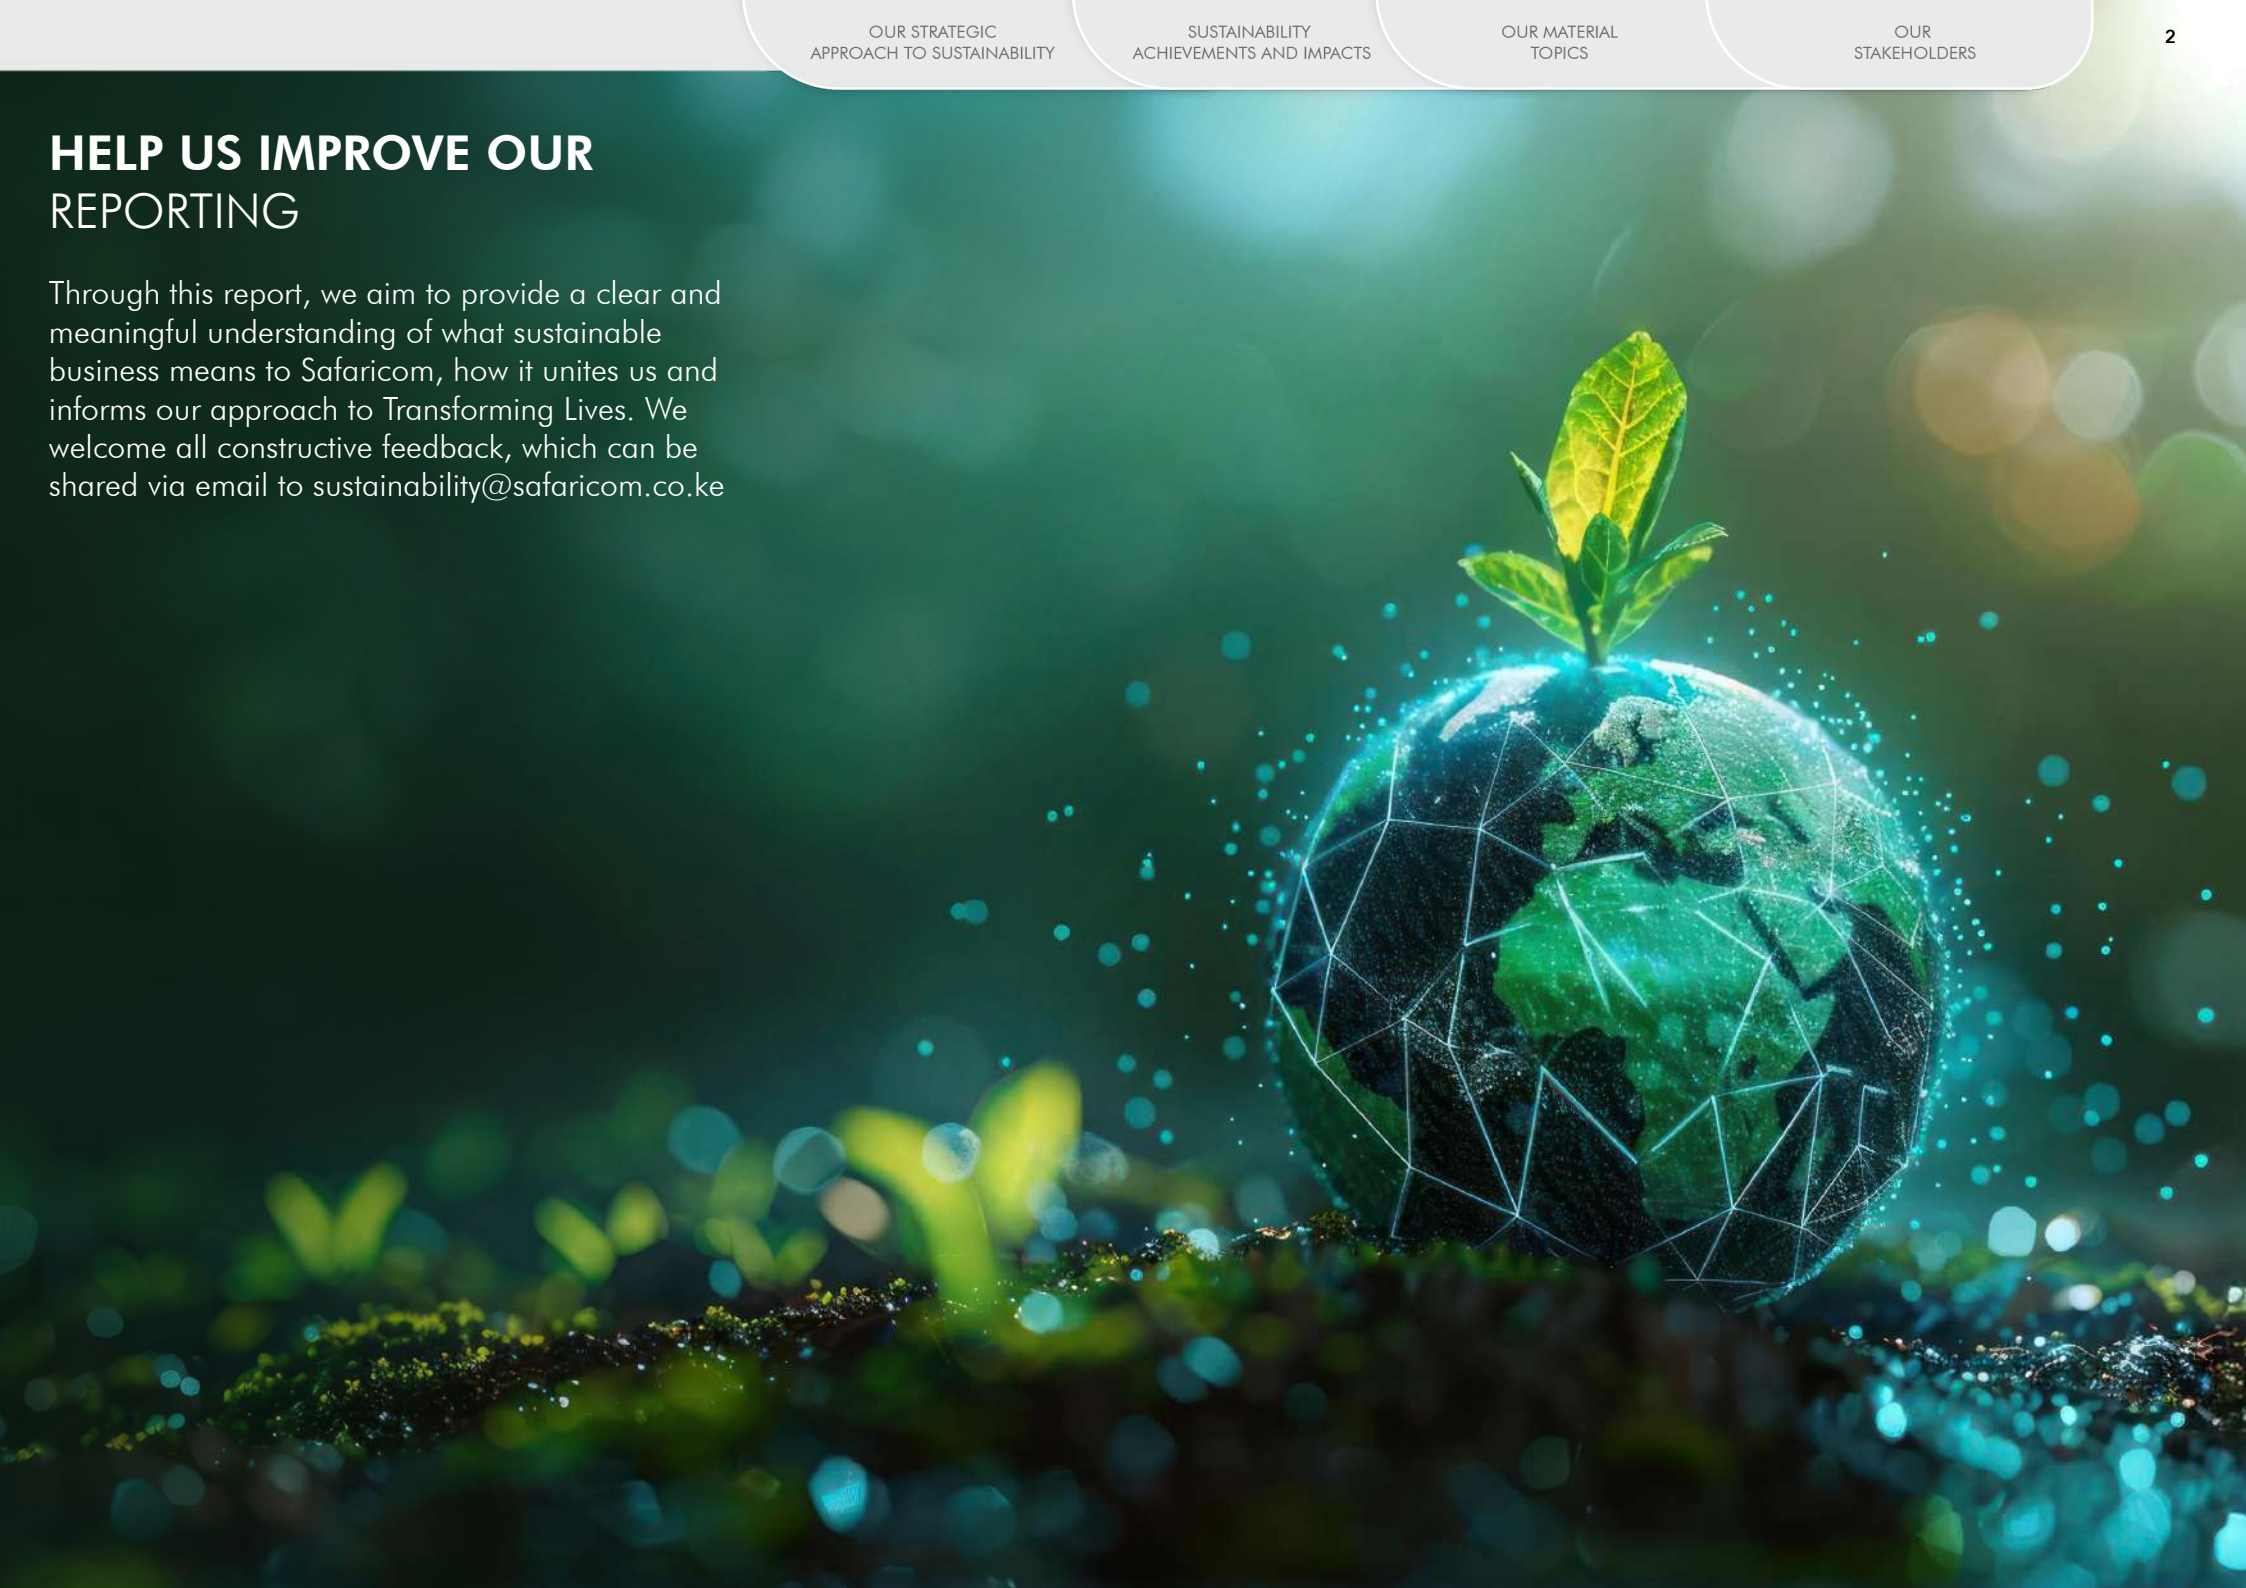 OUR STRATEGIC
APPROACH TO SUSTAINABILITY
SUSTAINABILITY
ACHIEVEMENTS AND IMPACTS
OUR MATERIAL
TOPICS
OUR
STAKEHOLDERS
2
HELP US IMPROVE OUR
REPORTING
Through this report, we aim to provide a clear and
meaningful understanding of what sustainable
business means to Safaricom, how it unites us and
informs our approach to Transforming Lives. We
welcome all constructive feedback, which can be
shared via email to sustainability@safaricom.co.ke